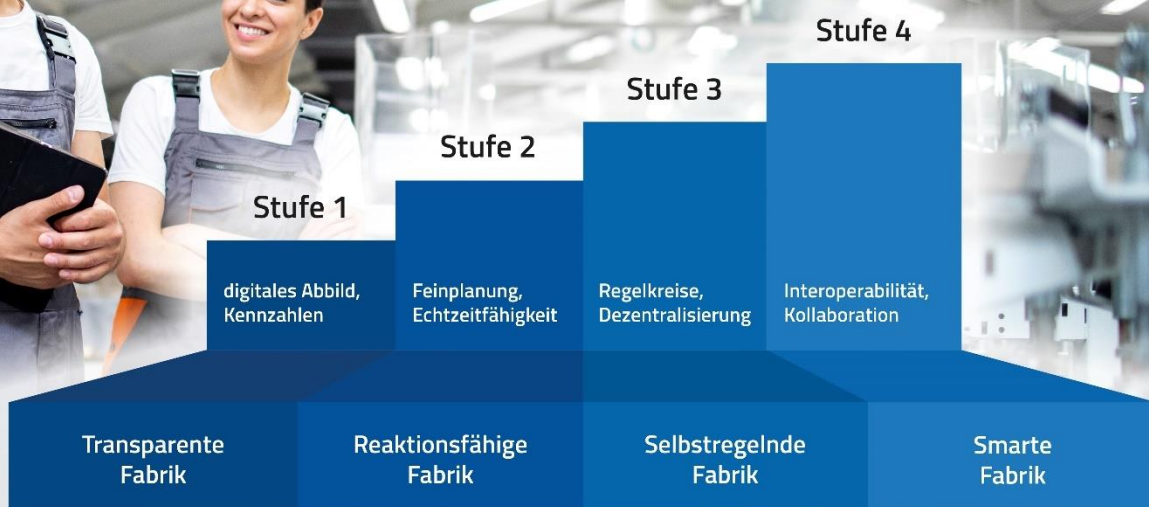 Stufe 1
Stufe 2
Stufe 3
Stufe 4
digitales Abbild,
Kennzahlen
Feinplanung,
Echtzeitfähigkeit
Regelkreise,
Dezentralisierung
Interoperabilität,
Kollaboration
Transparente
Fabrik
Reaktionsfähige
Fabrik
Selbstregelnde
Fabrik
Smarte
Fabrik